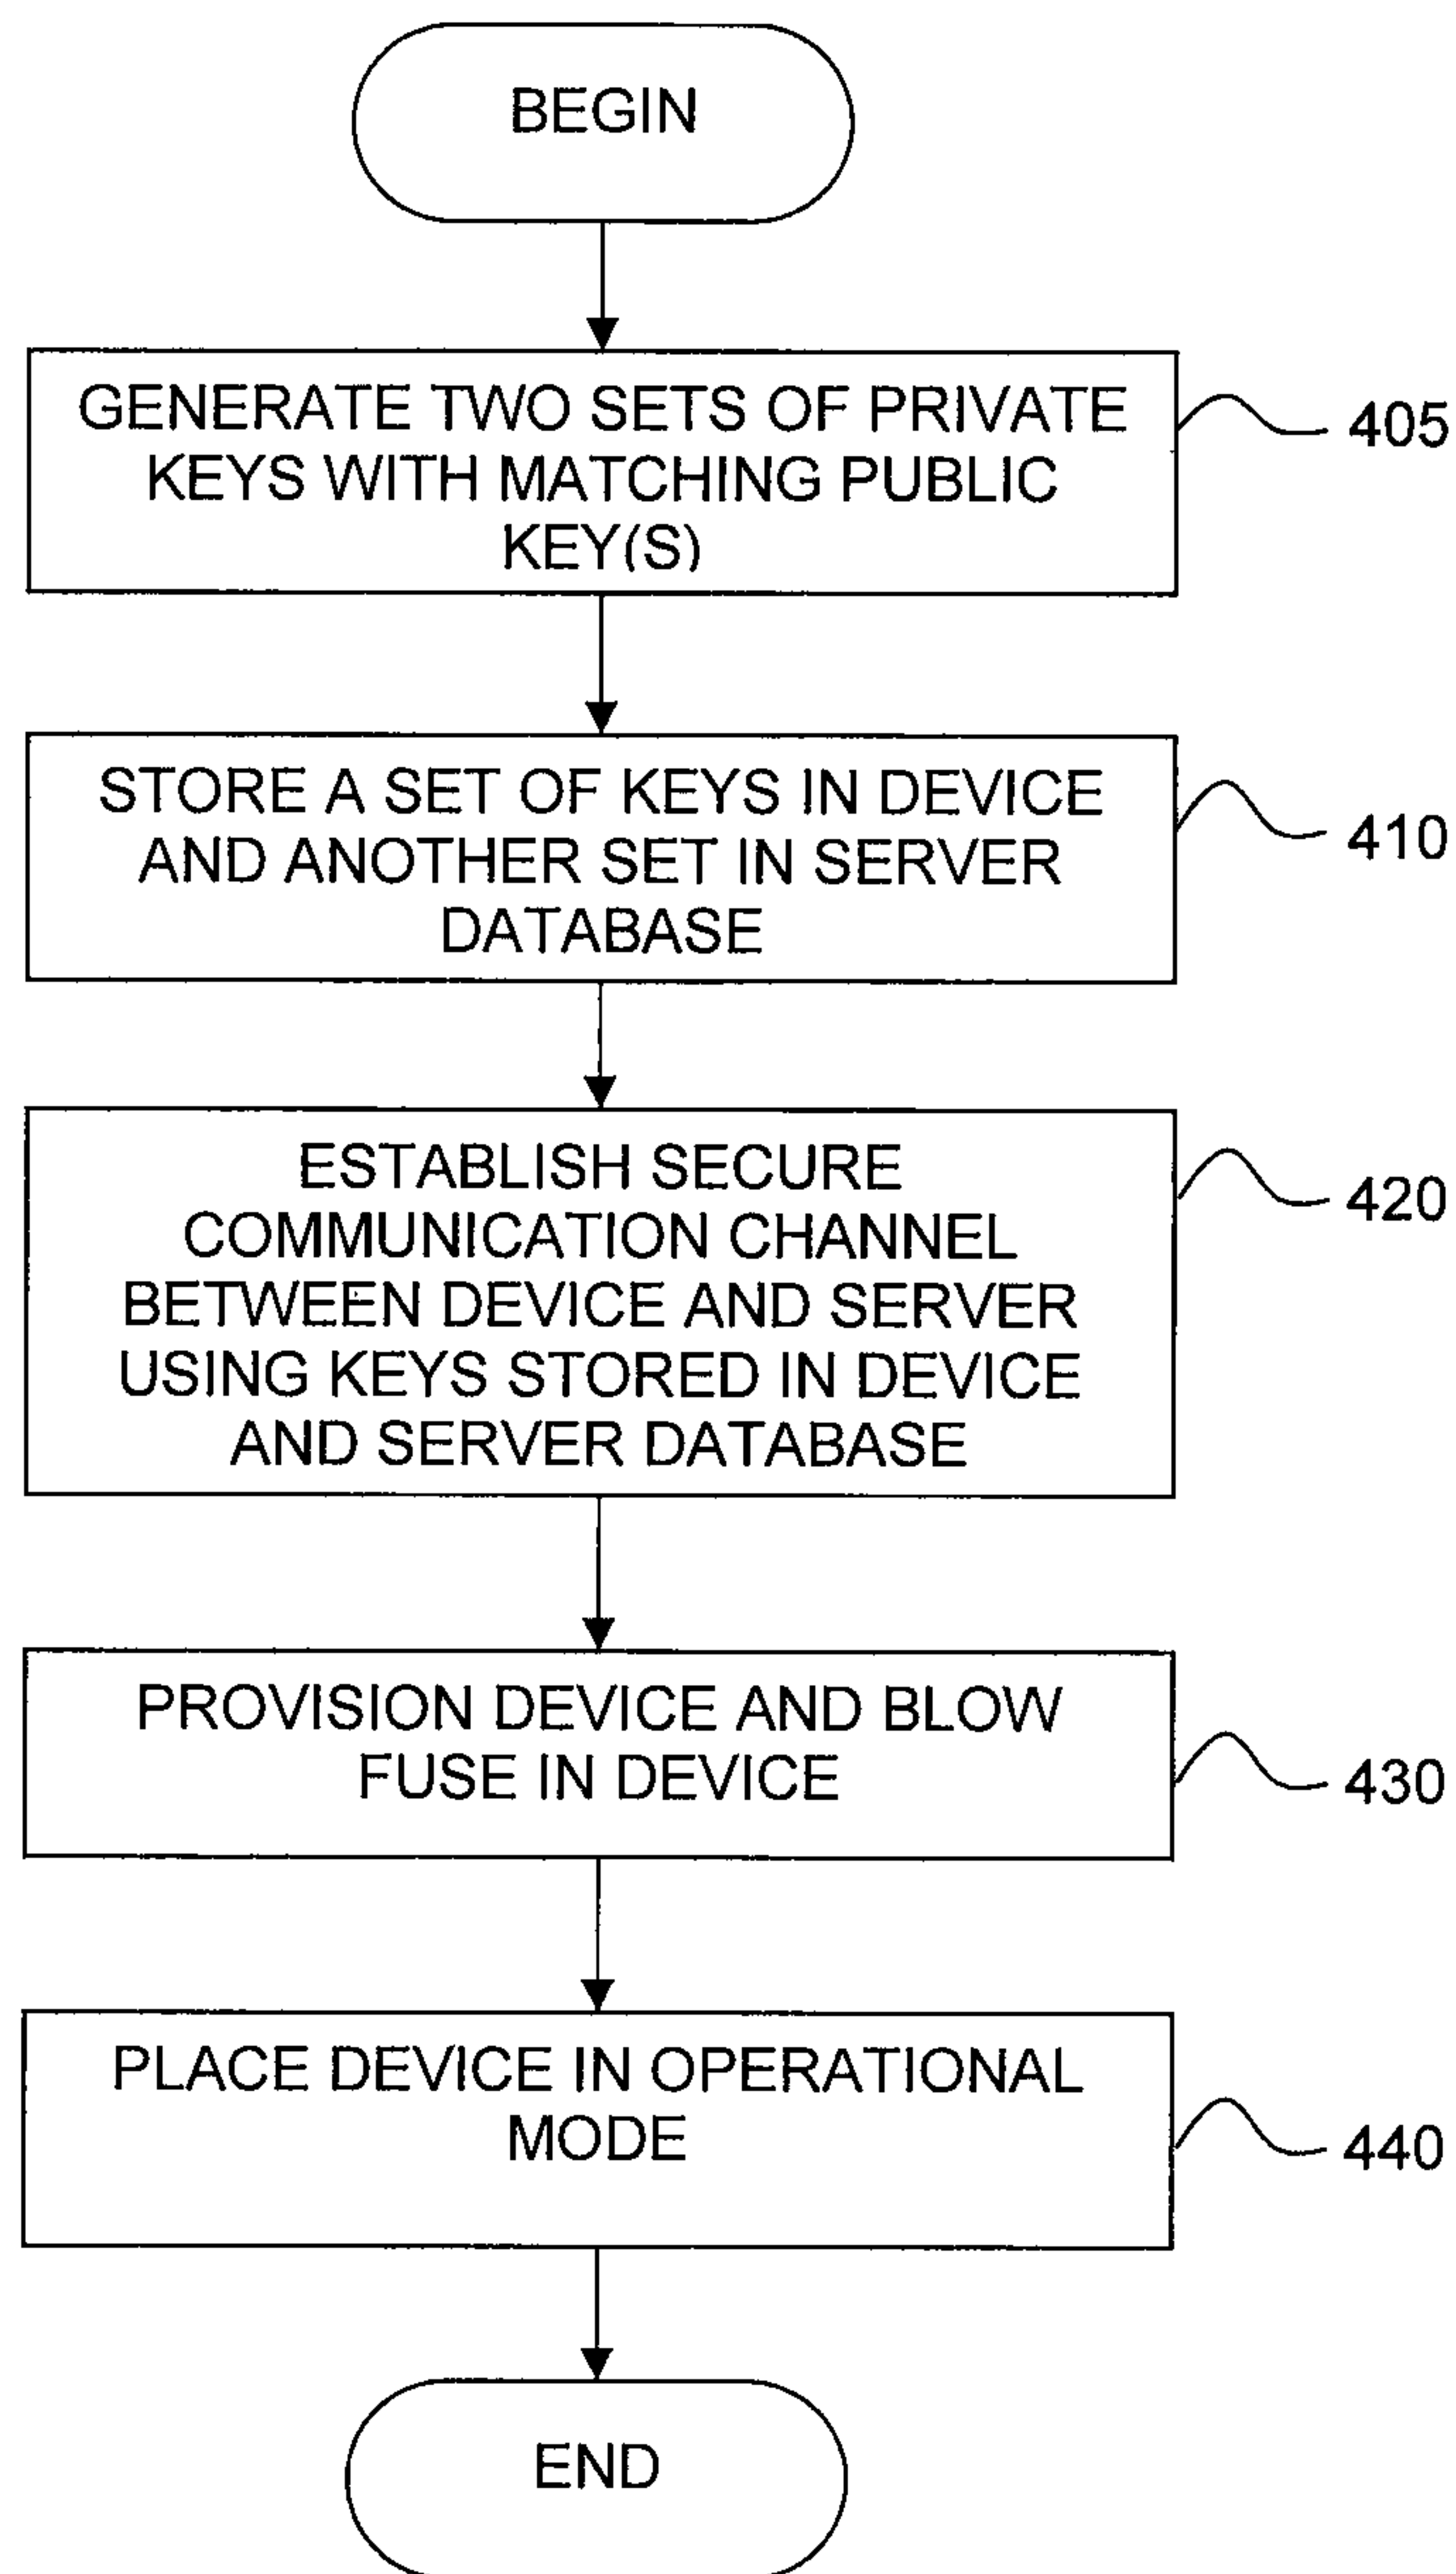 BEGIN
GENERATE TWO SETS OF PRIVATE
KEYS WITH MATCHING PUBLIC
KEY(S)
405
STORE A SET OF KEYS IN DEVICE
AND ANOTHER SET IN SERVER
DATABASE
410
ESTABLISH SECURE
COMMUNICATION CHANNEL
BETWEEN DEVICE AND SERVER
USING KEYS STORED IN DEVICE
AND SERVER DATABASE
420
PROVISION DEVICE AND BLOW
FUSE IN DEVICE
430
PLACE DEVICE IN OPERATIONAL
MODE
440
END